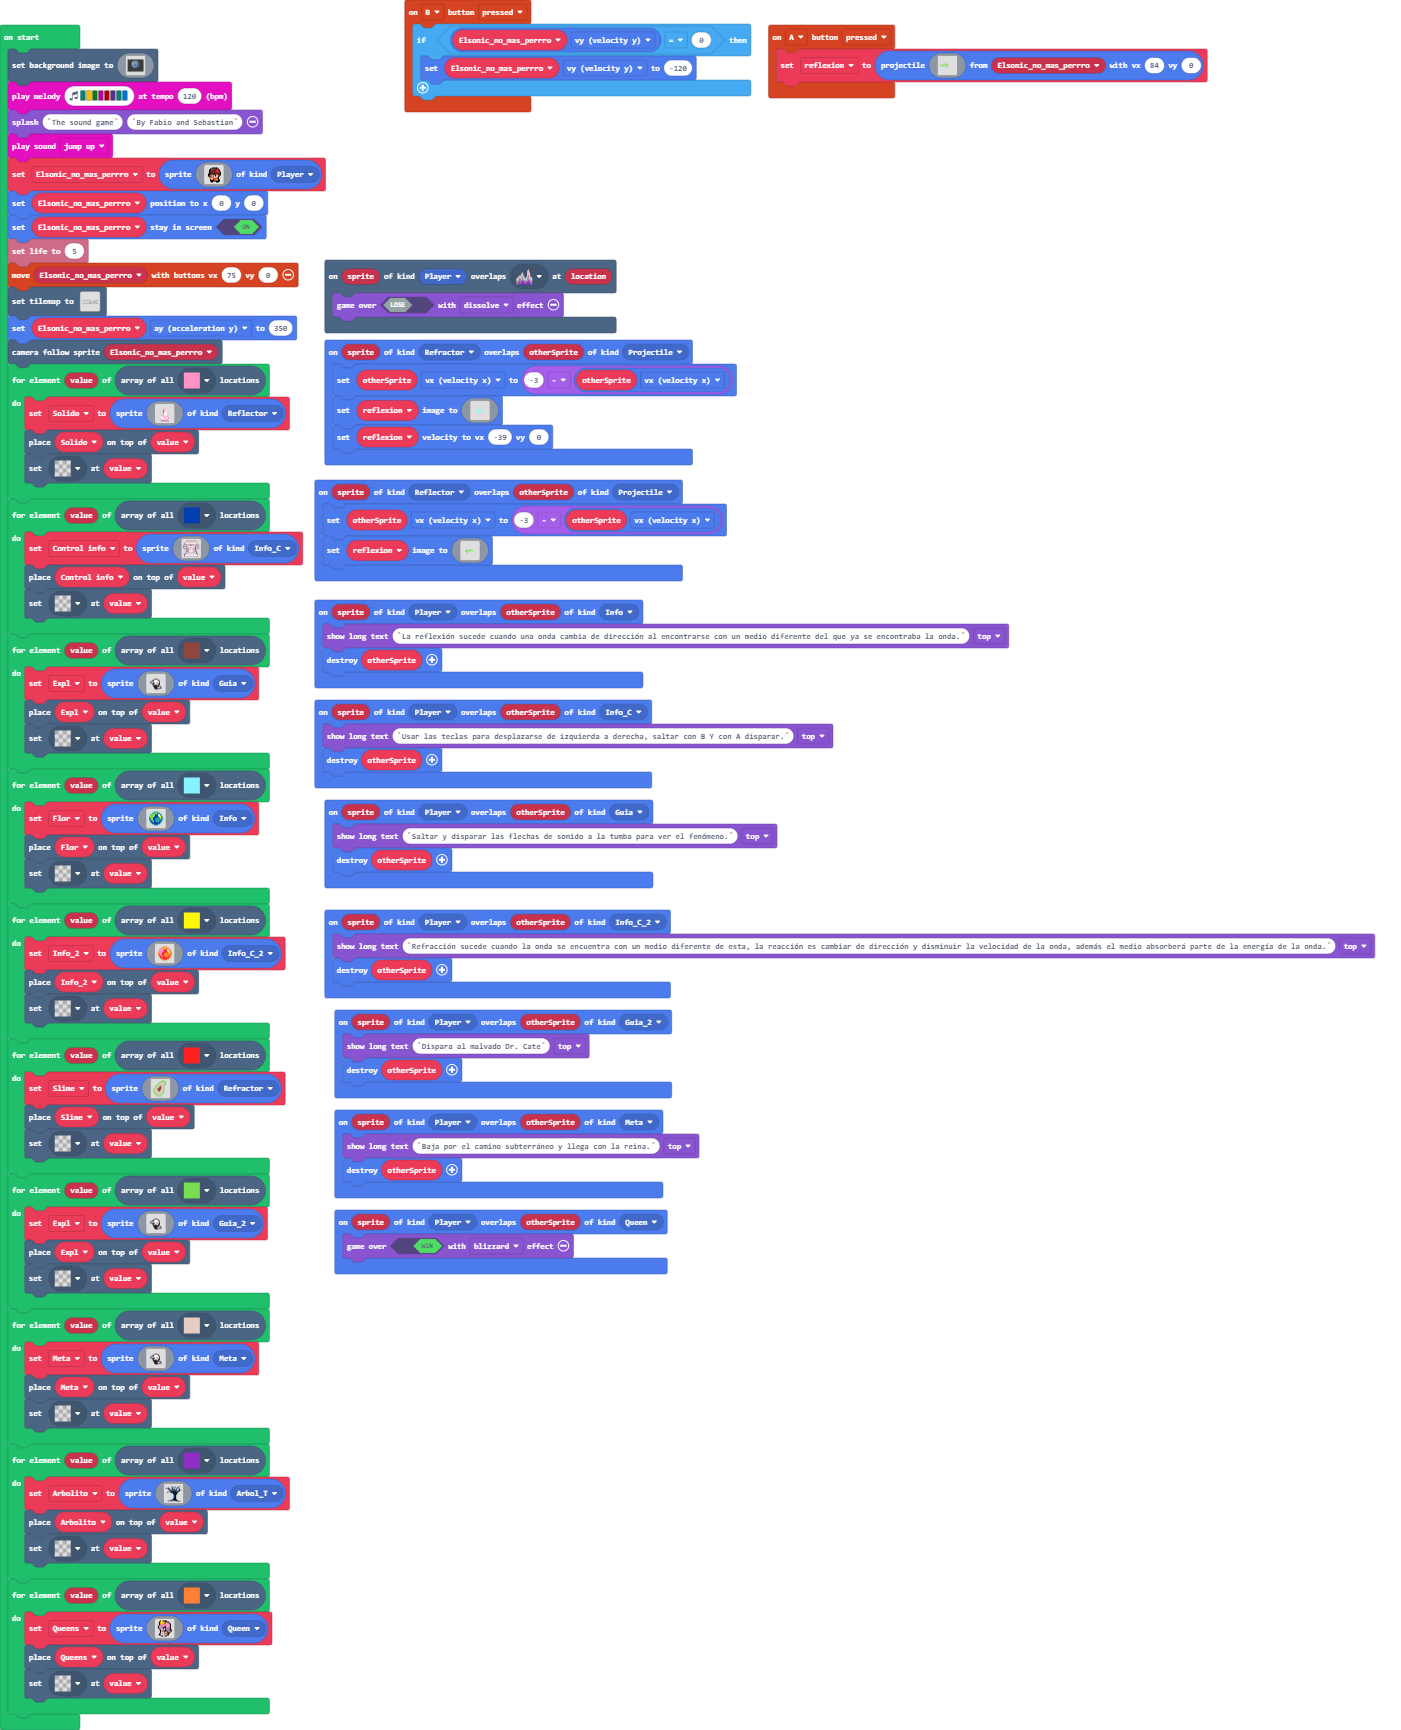 on start
set background image to
play melody at tempo 120 (bpm)
splash "The sound game" "By Fabio and Sebastian"
play sound jump up
set Elsonic_no_mas_perrro to sprite of kind Player
set Elsonic_no_mas_perrro position to x 0 y 0
set Elsonic_no_mas_perrro stay in screen ON
set life to 5
move Elsonic_no_mas_perrro with buttons vx 75 vy 0
set tilemap to
set Elsonic_no_mas_perrro ay (acceleration y) to 350
camera follow sprite Elsonic_no_mas_perrro
for element value of array of all locations
do
set Solido to sprite of kind Reflector
place Solido on top of value
set at value
for element value of array of all locations
do
set Control info to sprite of kind Info_C
place Control info on top of value
set at value
for element value of array of all locations
do
set Expl to sprite of kind Guia
place Expl on top of value
set at value
for element value of array of all locations
do
set Flor to sprite of kind Info
place Flor on top of value
set at value
for element value of array of all locations
do
set Info_2 to sprite of kind Info_C_2
place Info_2 on top of value
set at value
for element value of array of all locations
do
set Slime to sprite of kind Refractor
place Slime on top of value
set at value
for element value of array of all locations
do
set Expl to sprite of kind Guia_2
place Expl on top of value
set at value
for element value of array of all locations
do
set Meta to sprite of kind Meta
place Meta on top of value
set at value
for element value of array of all locations
do
set Arbolito to sprite of kind Arbol_T
place Arbolito on top of value
set at value
for element value of array of all locations
do
set Queens to sprite of kind Queen
place Queens on top of value
set at value
on B button pressed
if Elsonic_no_mas_perrro vy (velocity y) = 0 then
set Elsonic_no_mas_perrro vy (velocity y) to -120
on A button pressed
set reflexion to projectile from Elsonic_no_mas_perrro with vx 84 vy 0
on sprite of kind Player overlaps at location
game over LOSE with dissolve effect
on sprite of kind Refractor overlaps otherSprite of kind Projectile
set otherSprite vx (velocity x) to -3 - otherSprite vx (velocity x)
set reflexion image to
set reflexion velocity to vx -39 vy 0
on sprite of kind Reflector overlaps otherSprite of kind Projectile
set otherSprite vx (velocity x) to -3 - otherSprite vx (velocity x)
set reflexion image to
on sprite of kind Player overlaps otherSprite of kind Info
show long text "La reflexión sucede cuando una onda cambia de dirección al encontrarse con un medio diferente del que ya se encontraba la onda." top
destroy otherSprite
on sprite of kind Player overlaps otherSprite of kind Info_C
show long text "Usar las teclas para desplazarse de izquierda a derecha, saltar con B Y con A disparar." top
destroy otherSprite
on sprite of kind Player overlaps otherSprite of kind Guia
show long text "Saltar y disparar las flechas de sonido a la tumba para ver el fenómeno." top
destroy otherSprite
on sprite of kind Player overlaps otherSprite of kind Info_C_2
show long text "Refracción sucede cuando la onda se encuentra con un medio diferente de esta, la reacción es cambiar de dirección y disminuir la velocidad de la onda, además el medio absorberá parte de la energía de la onda." top
destroy otherSprite
on sprite of kind Player overlaps otherSprite of kind Guia_2
show long text "Dispara al malvado Dr. Cate" top
destroy otherSprite
on sprite of kind Player overlaps otherSprite of kind Meta
show long text "Baja por el camino subterráneo y llega con la reina." top
destroy otherSprite
on sprite of kind Player overlaps otherSprite of kind Queen
game over WIN with blizzard effect